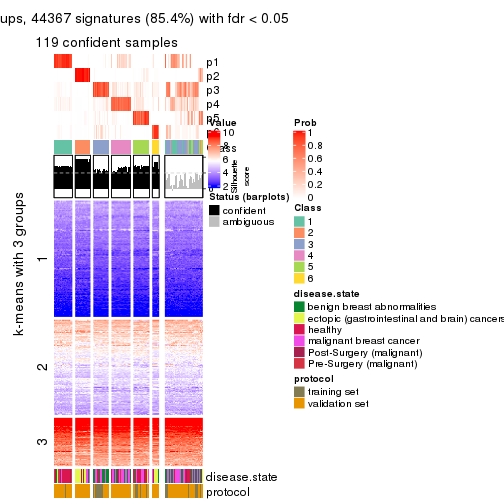 ups, 44367 signatures (85.4%) with fdr < 0.05
119 confident samples
k-means with 3 groups
1
2
3
p1
p2
p3
p4
Value
10
8
6
4
2
Silhouette
score
Status (barplots)
confident
ambiguous
Prob
1
0.8
0.6
0.4
0.2
0
Class
1
2
3
4
5
6
disease.state
benign breast abnormalities
ectopic (gastrointestinal and brain) cancers
healthy
malignant breast cancer
Post-Surgery (malignant)
Pre-Surgery (malignant)
protocol
training set
validation set
disease.state
protocol